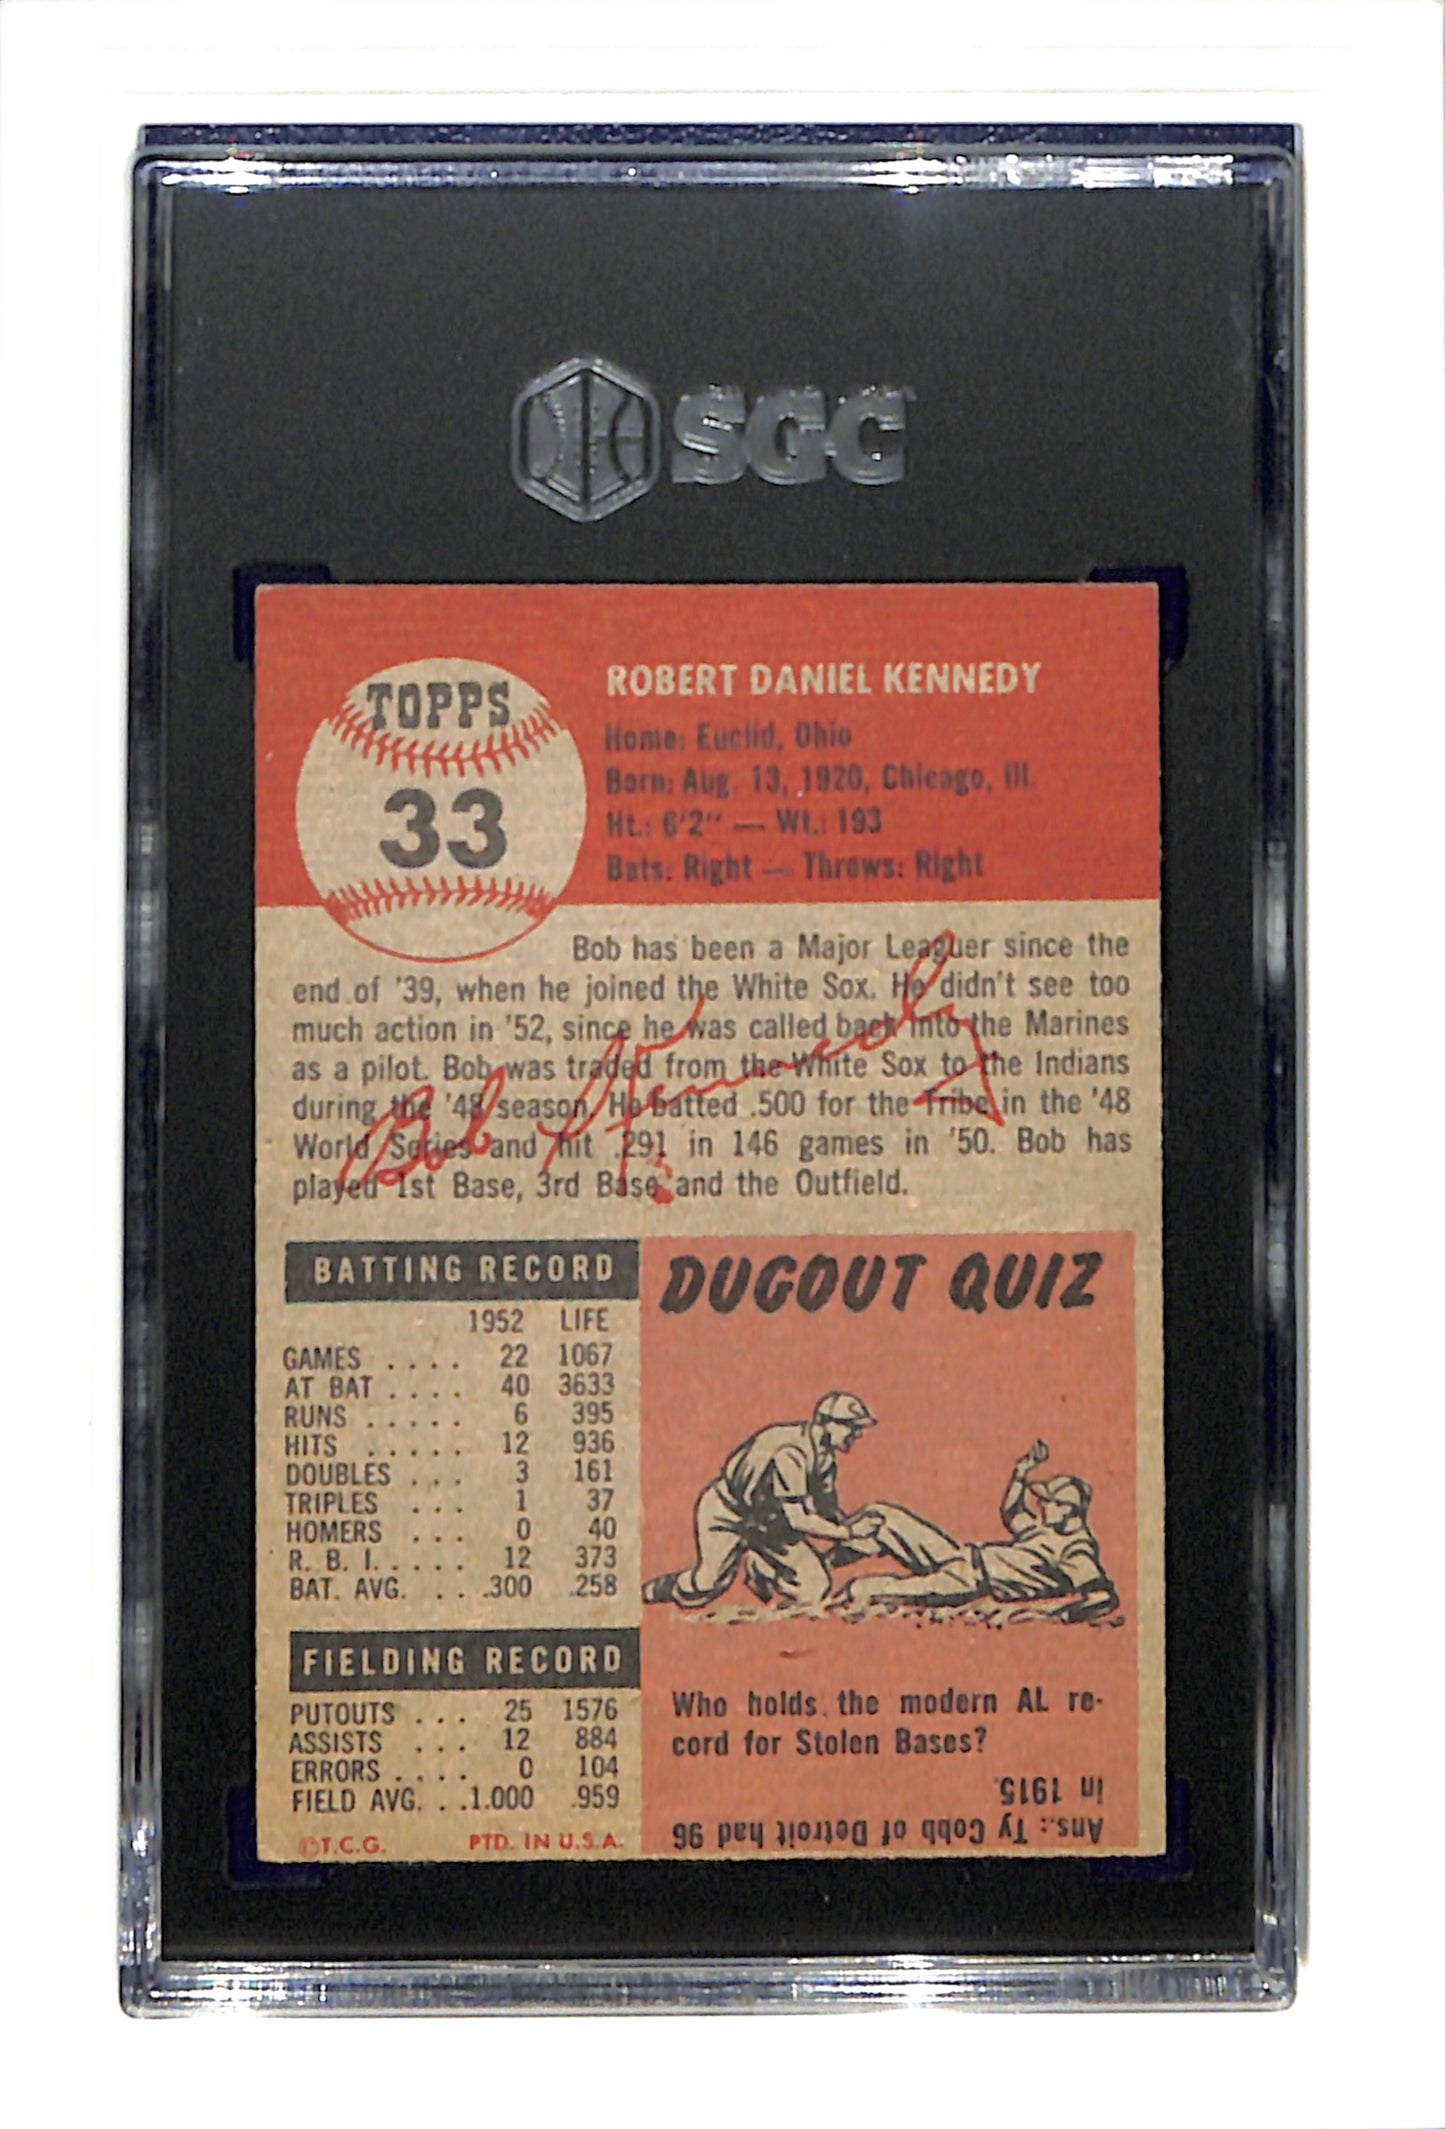 SGC
TOPPS
33
ROBERT DANIEL KENNEDY
Home: Euclid, Ohio
Born: Aug. 13, 1920, Chicago, Ill.
Ht.: 6'2" — Wt.: 193
Bats: Right — Throws: Right
Bob has been a Major Leaguer since the
end of '39, when he joined the White Sox. He didn't see too
much action in '52, since he was called back into the Marines
as a pilot. Bob was traded from the White Sox to the Indians
during the '48 season. He batted .500 for the Tribe in the '48
World Series and hit .291 in 146 games in '50. Bob has
played 1st Base, 3rd Base and the Outfield.
Bob Kennedy
BATTING RECORD
1952 LIFE
GAMES .... 22 1067
AT BAT .... 40 3633
RUNS ..... 6 395
HITS ..... 12 936
DOUBLES ... 3 161
TRIPLES ... 1 37
HOMERS ... 0 40
R. B. I. .... 12 373
BAT. AVG. ... .300 .258
FIELDING RECORD
PUTOUTS ... 25 1576
ASSISTS ... 12 884
ERRORS .... 0 104
FIELD AVG. ..1.000 .959
©T.C.G. PTD. IN U.S.A.
DUGOUT QUIZ
Who holds the modern AL re-
cord for Stolen Bases?
Ans.: Ty Cobb of Detroit had 96
in 1915.